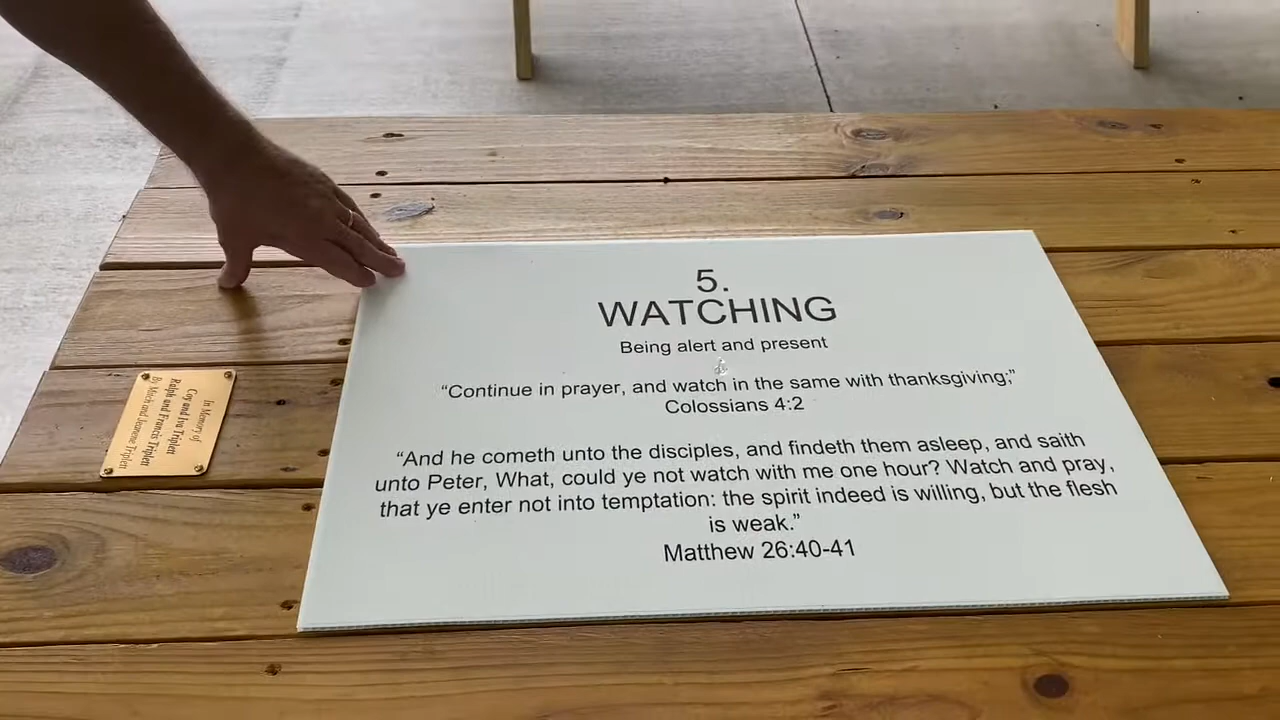 5.
WATCHING
Being alert and present
“Continue in prayer, and watch in the same with thanksgiving;”
Colossians 4:2
“And he cometh unto the disciples, and findeth them asleep, and saith
unto Peter, What, could ye not watch with me one hour? Watch and pray,
that ye enter not into temptation: the spirit indeed is willing, but the flesh
is weak.”
Matthew 26:40-41
In Memory of
Coy and Iva Triplett
Ralph and Francis Triplett
By Mitch and Jeanene Triplett